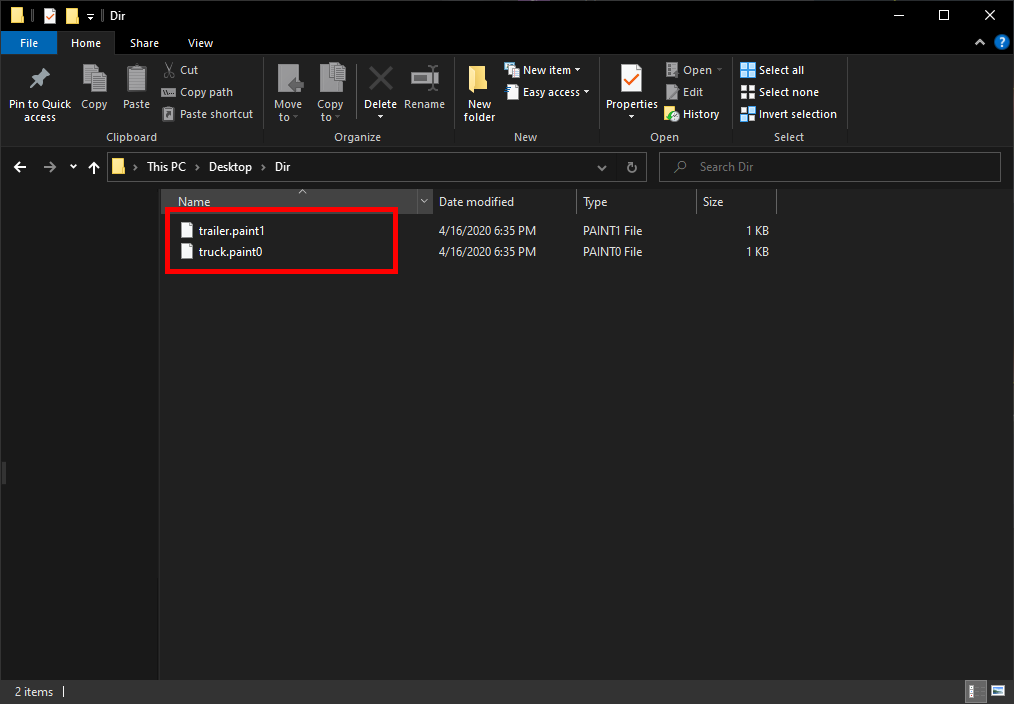 Dir
File Home Share View
Pin to Quick access
Copy
Paste
Cut
Copy path
Paste shortcut
Clipboard
Move to
Copy to
Delete
Rename
Organize
New folder
New item
Easy access
New
Properties
Open
Edit
History
Open
Select all
Select none
Invert selection
Select
This PC > Desktop > Dir
Search Dir
Name Date modified Type Size
trailer.paint1 4/16/2020 6:35 PM PAINT1 File 1 KB
truck.paint0 4/16/2020 6:35 PM PAINT0 File 1 KB
2 items